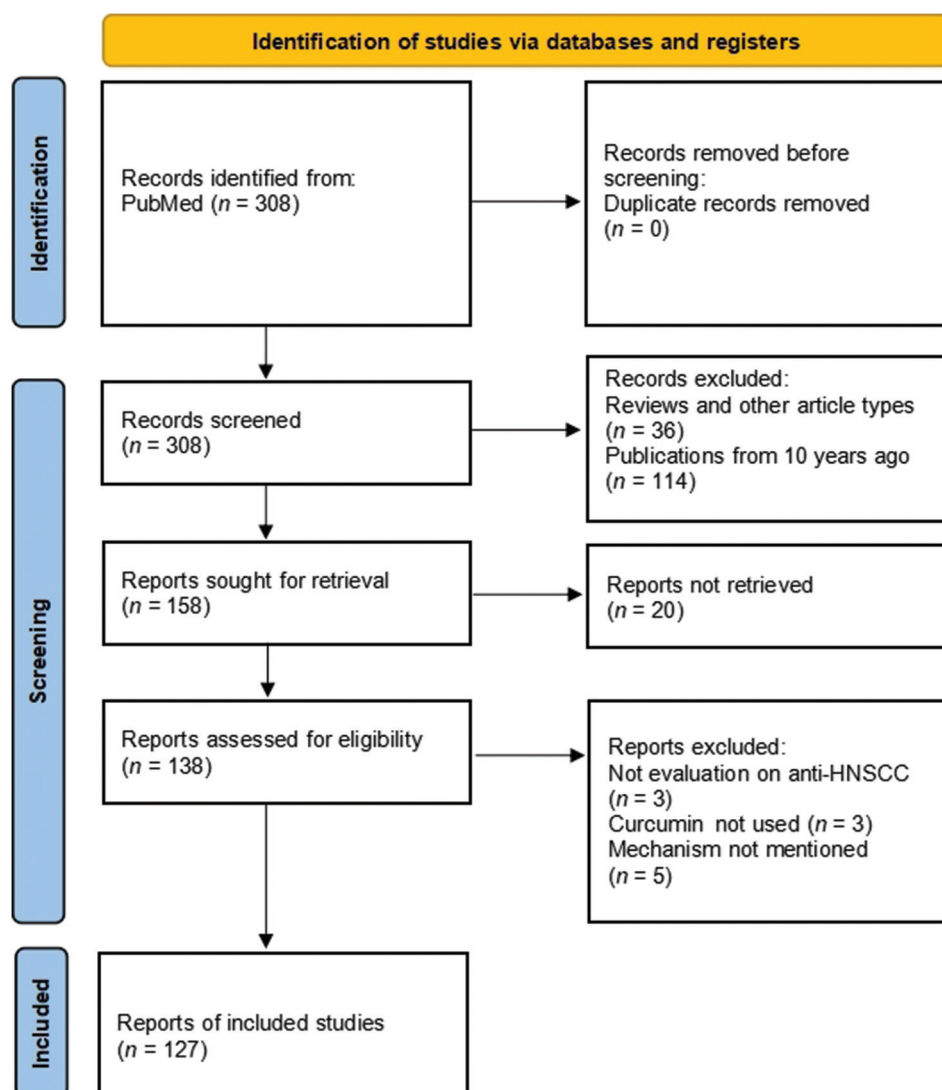 Identification of studies via databases and registers
Identification
Records identified from:
PubMed (n = 308)
Records removed before
screening:
Duplicate records removed
(n = 0)
Screening
Records screened
(n = 308)
Records excluded:
Reviews and other article types
(n = 36)
Publications from 10 years ago
(n = 114)
Reports sought for retrieval
(n = 158)
Reports not retrieved
(n = 20)
Reports assessed for eligibility
(n = 138)
Reports excluded:
Not evaluation on anti-HNSCC
(n = 3)
Curcumin not used (n = 3)
Mechanism not mentioned
(n = 5)
Included
Reports of included studies
(n = 127)